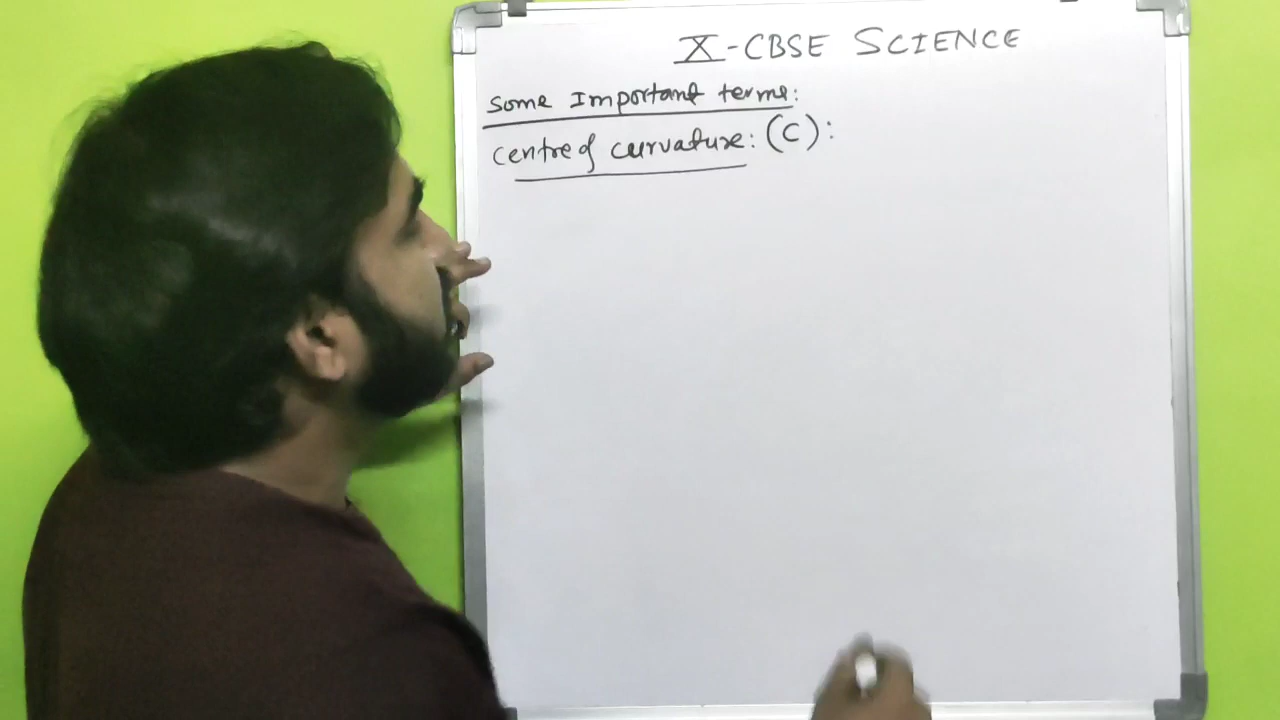 X-CBSE SCIENCE
Some Important terms:
Centre of curvature: (C):